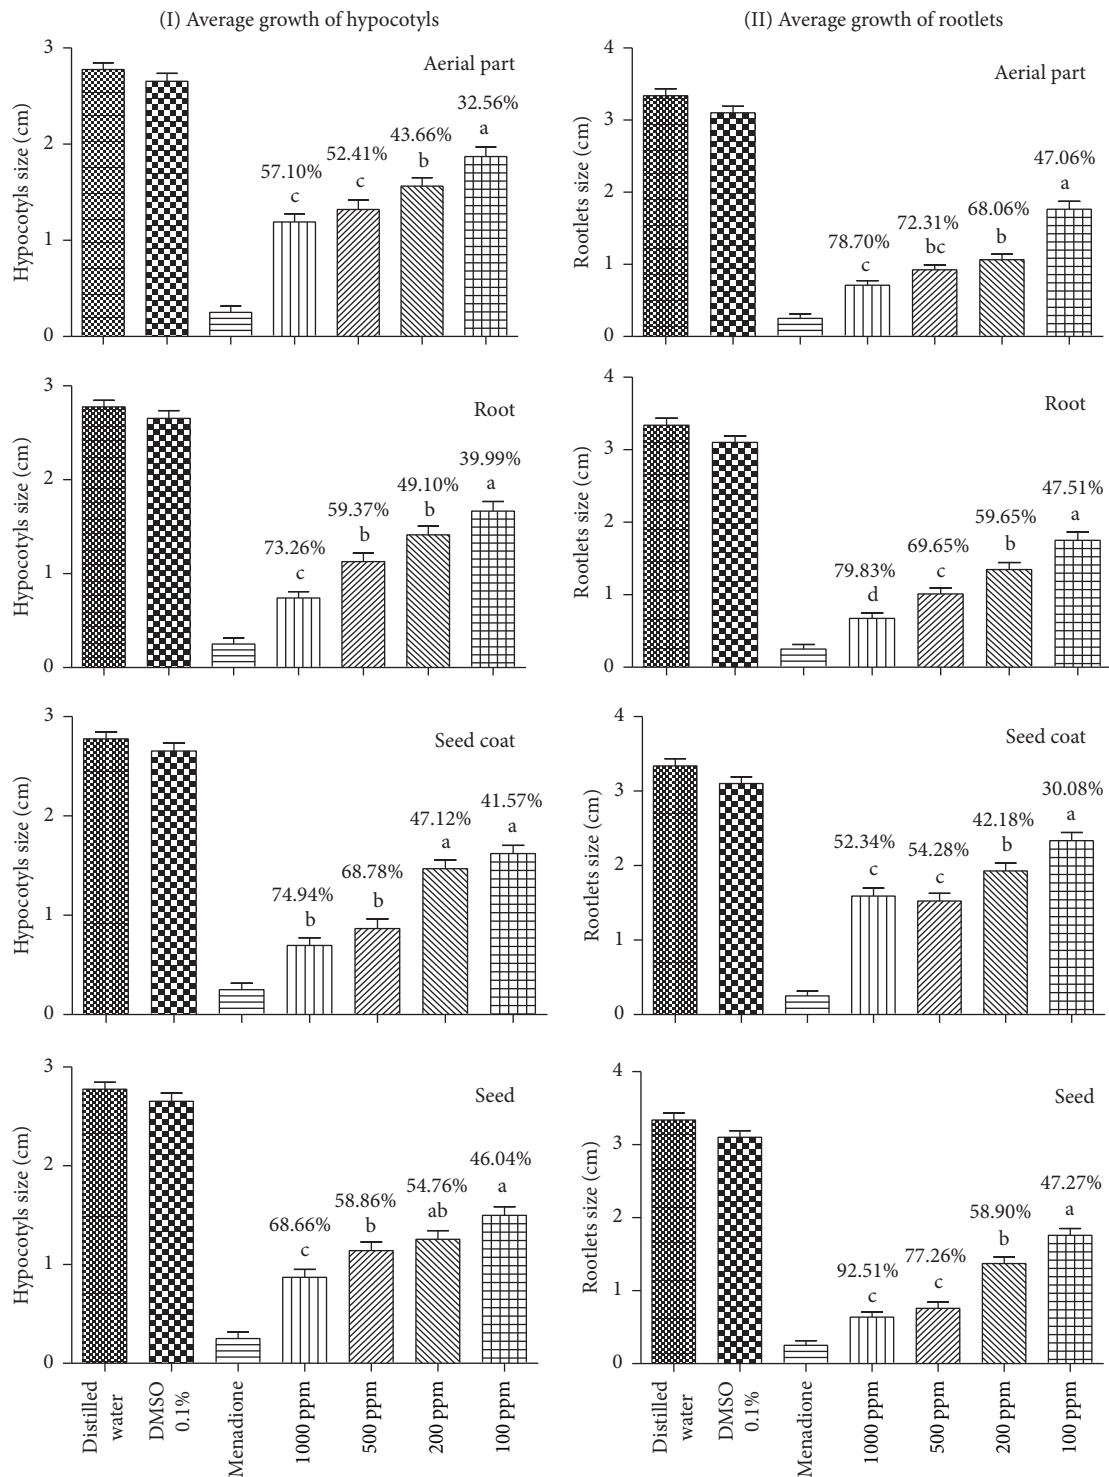 (I) Average growth of hypocotyls
Aerial part
Hypocotyls size (cm)
3
2
1
0
57.10%
c
52.41%
c
43.66%
b
32.56%
a
(II) Average growth of rootlets
Aerial part
Rootlets size (cm)
4
3
2
1
0
78.70%
c
72.31%
bc
68.06%
b
47.06%
a
Root
Hypocotyls size (cm)
3
2
1
0
73.26%
c
59.37%
b
49.10%
b
39.99%
a
Root
Rootlets size (cm)
4
3
2
1
0
79.83%
d
69.65%
c
59.65%
b
47.51%
a
Seed coat
Hypocotyls size (cm)
3
2
1
0
74.94%
b
68.78%
b
47.12%
a
41.57%
a
Seed coat
Rootlets size (cm)
4
3
2
1
0
52.34%
c
54.28%
c
42.18%
b
30.08%
a
Seed
Hypocotyls size (cm)
3
2
1
0
68.66%
c
58.86%
b
54.76%
ab
46.04%
a
Distilled
water
DMSO
0.1%
Menadione
1000 ppm
500 ppm
200 ppm
100 ppm
Seed
Rootlets size (cm)
4
3
2
1
0
92.51%
c
77.26%
c
58.90%
b
47.27%
a
Distilled
water
DMSO
0.1%
Menadione
1000 ppm
500 ppm
200 ppm
100 ppm